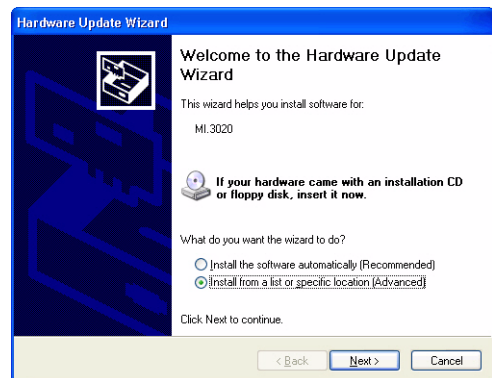 Hardware Update Wizard
Welcome to the Hardware Update
Wizard
This wizard helps you install software for:
MI.3020
If your hardware came with an installation CD
or floppy disk, insert it now.
What do you want the wizard to do?
Install the software automatically (Recommended)
Install from a list or specific location (Advanced)
Click Next to continue.
< Back
Next >
Cancel